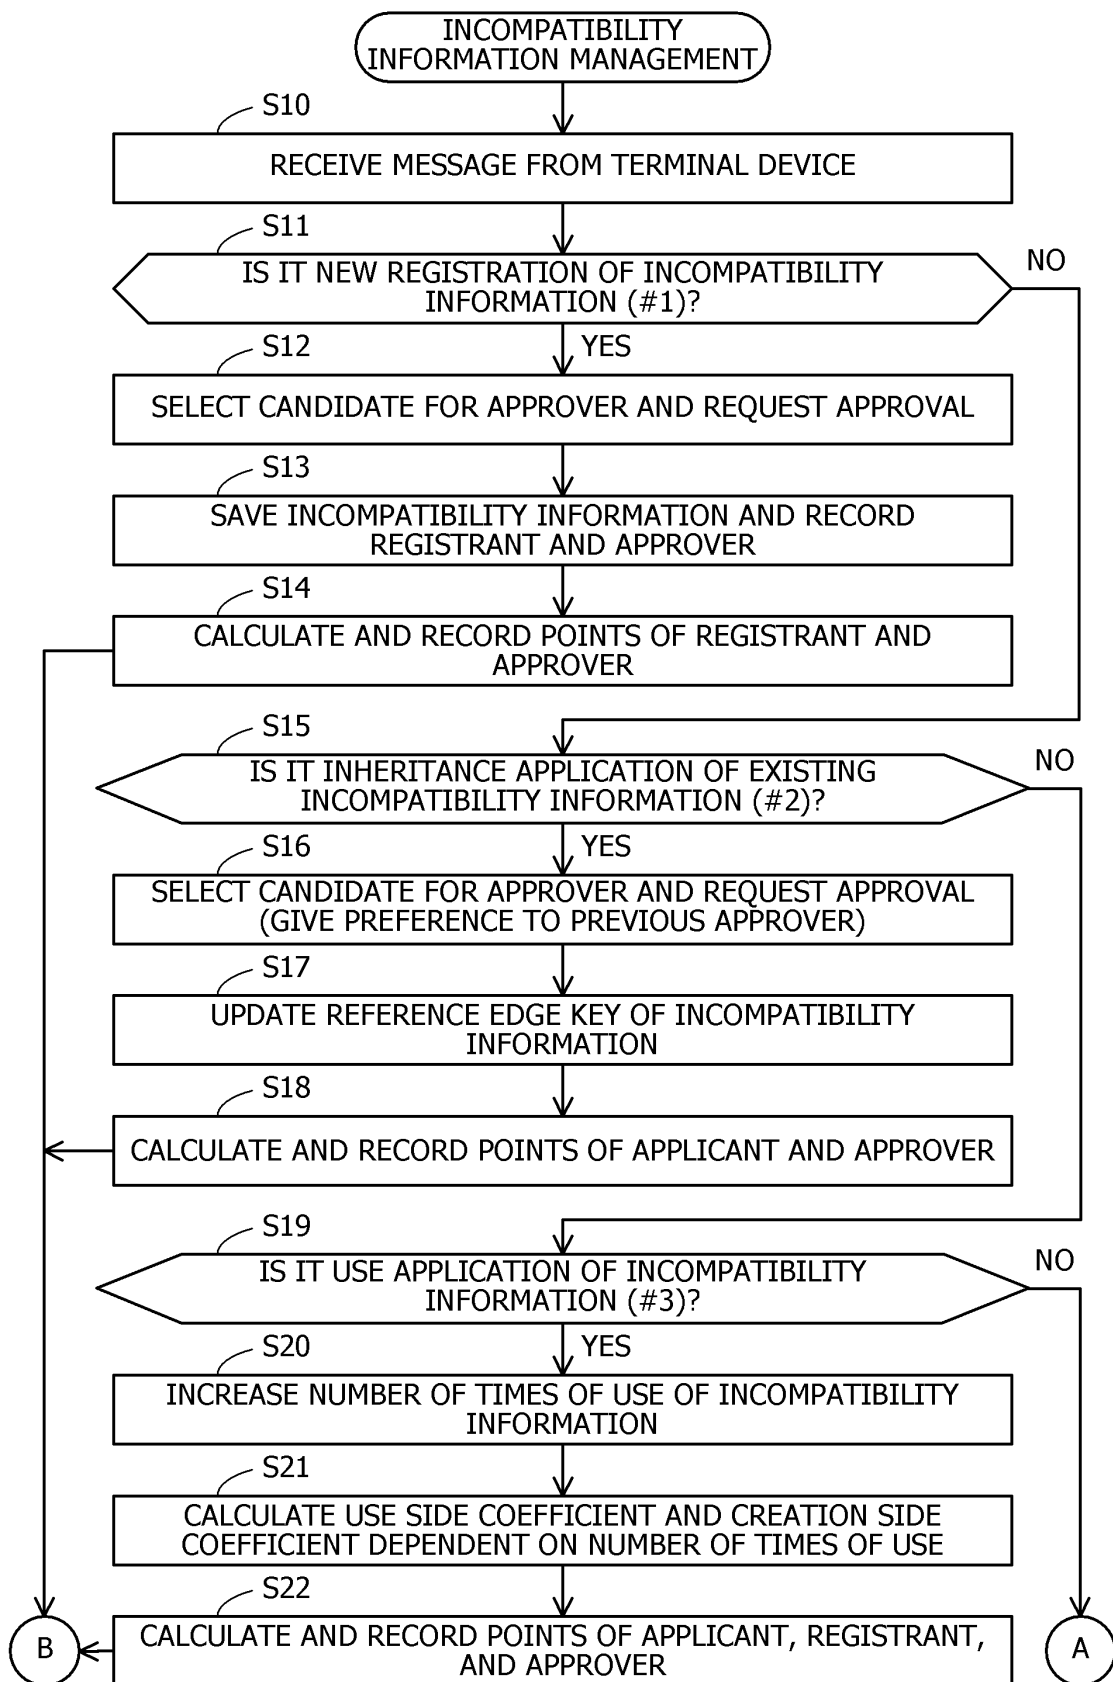 INCOMPATIBILITY
INFORMATION MANAGEMENT
S10
RECEIVE MESSAGE FROM TERMINAL DEVICE
S11
IS IT NEW REGISTRATION OF INCOMPATIBILITY
INFORMATION (#1)?
NO
YES
S12
SELECT CANDIDATE FOR APPROVER AND REQUEST APPROVAL
S13
SAVE INCOMPATIBILITY INFORMATION AND RECORD
REGISTRANT AND APPROVER
S14
CALCULATE AND RECORD POINTS OF REGISTRANT AND
APPROVER
S15
IS IT INHERITANCE APPLICATION OF EXISTING
INCOMPATIBILITY INFORMATION (#2)?
NO
YES
S16
SELECT CANDIDATE FOR APPROVER AND REQUEST APPROVAL
(GIVE PREFERENCE TO PREVIOUS APPROVER)
S17
UPDATE REFERENCE EDGE KEY OF INCOMPATIBILITY
INFORMATION
S18
CALCULATE AND RECORD POINTS OF APPLICANT AND APPROVER
S19
IS IT USE APPLICATION OF INCOMPATIBILITY
INFORMATION (#3)?
NO
YES
S20
INCREASE NUMBER OF TIMES OF USE OF INCOMPATIBILITY
INFORMATION
S21
CALCULATE USE SIDE COEFFICIENT AND CREATION SIDE
COEFFICIENT DEPENDENT ON NUMBER OF TIMES OF USE
S22
CALCULATE AND RECORD POINTS OF APPLICANT, REGISTRANT,
AND APPROVER
B
A